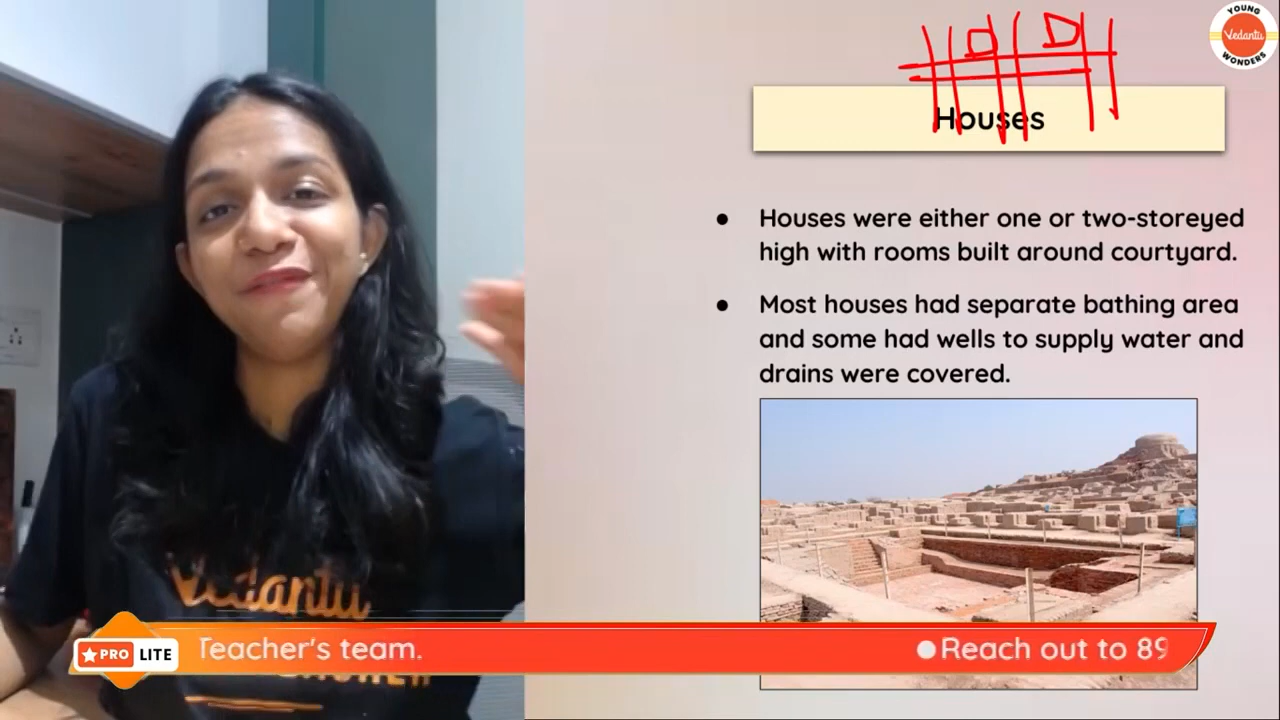 YOUNG
Vedantu
WONDERS
Houses
● Houses were either one or two-storeyed
high with rooms built around courtyard.
● Most houses had separate bathing area
and some had wells to supply water and
drains were covered.
Vedantu
PRO LITE
Teacher's team.
●Reach out to 89